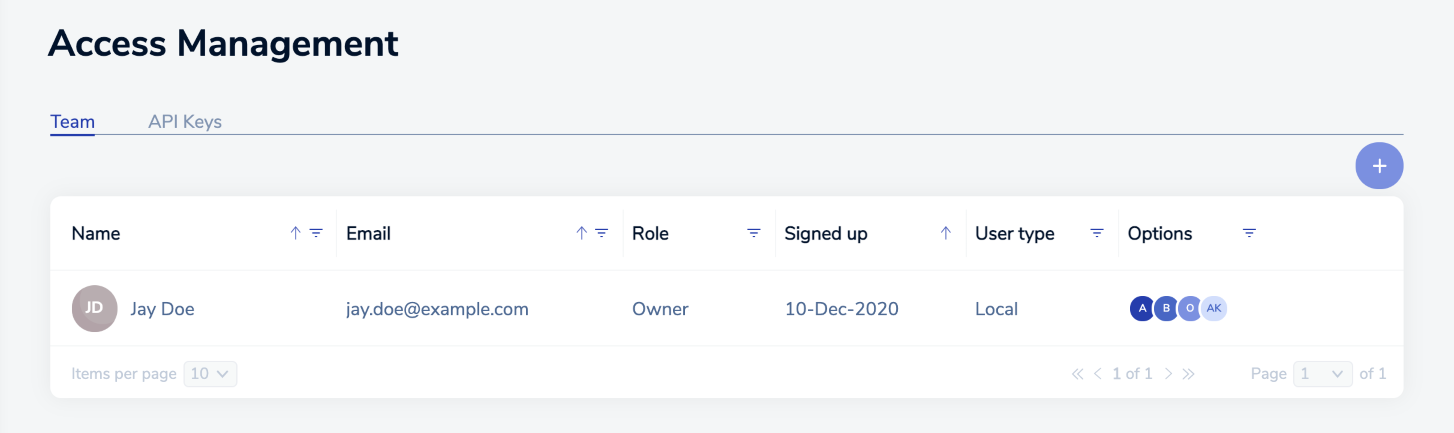 Access Management
Team API Keys
+
Name Email Role Signed up User type Options
JD Jay Doe jay.doe@example.com Owner 10-Dec-2020 Local A B O AK
Items per page 10 1 of 1 Page 1 of 1